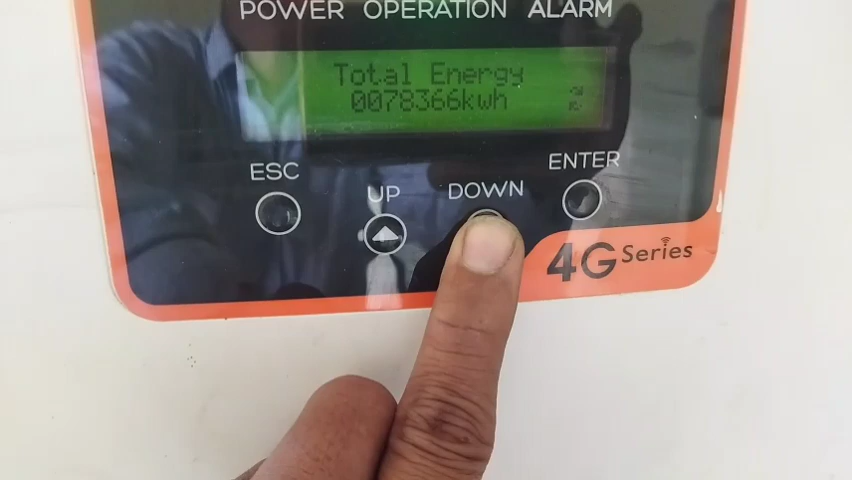 POWER OPERATION ALARM
Total Energy
0078366kWh
ESC
UP
DOWN
ENTER
4G Series